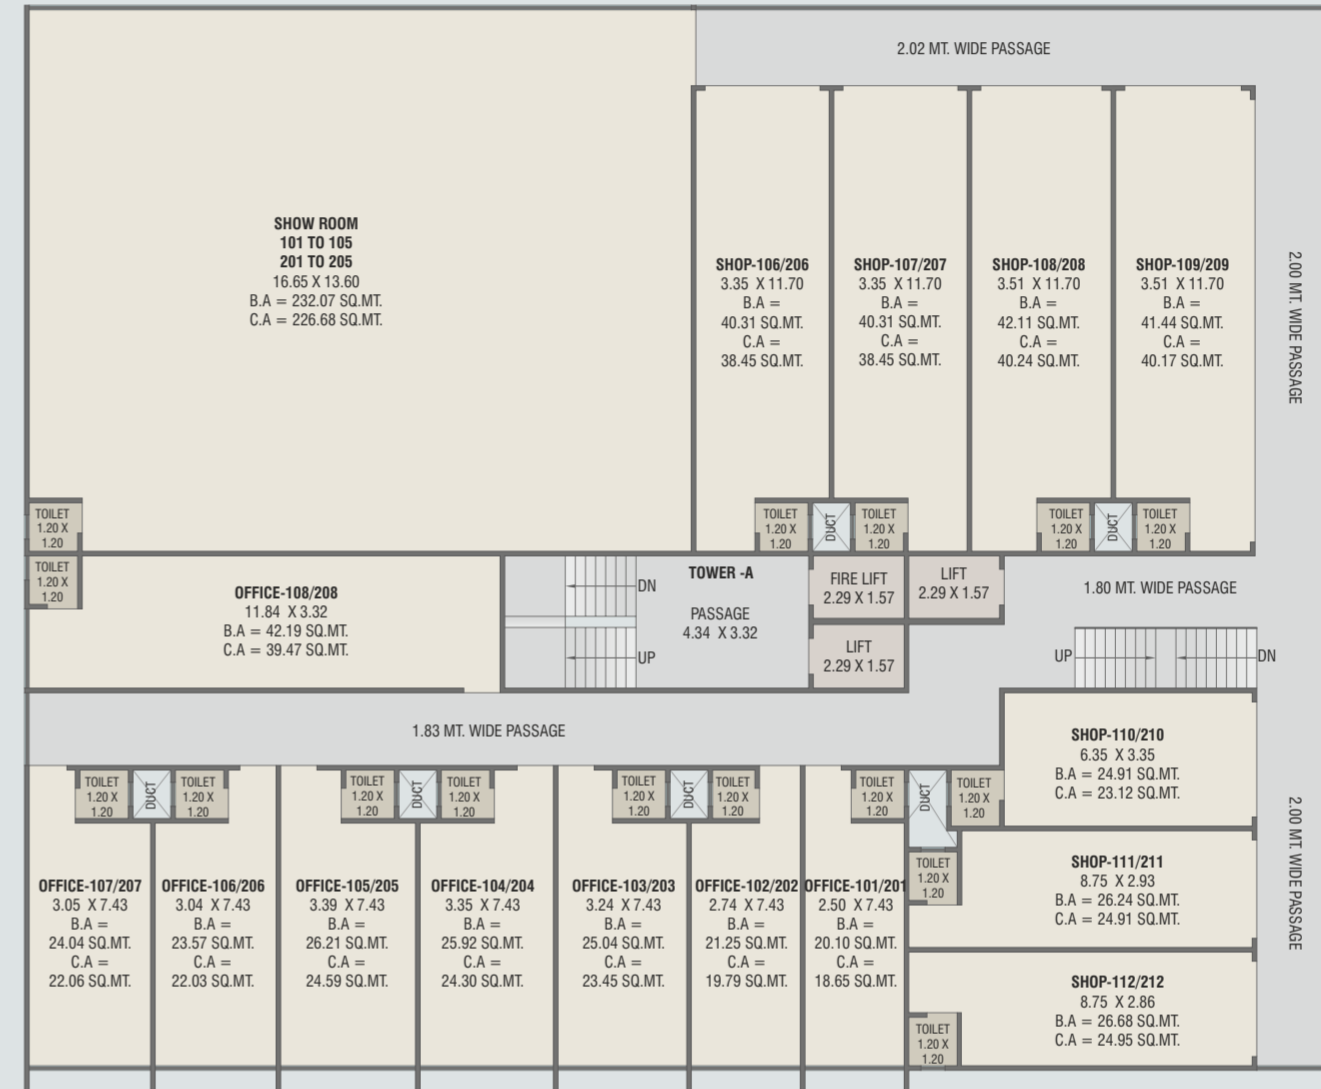 2.02 MT. WIDE PASSAGE
SHOW ROOM
101 TO 105
201 TO 205
16.65 X 13.60
B.A = 232.07 SQ.MT.
C.A = 226.68 SQ.MT.
SHOP-106/206
3.35 X 11.70
B.A =
40.31 SQ.MT.
C.A =
38.45 SQ.MT.
SHOP-107/207
3.35 X 11.70
B.A =
40.31 SQ.MT.
C.A =
38.45 SQ.MT.
SHOP-108/208
3.51 X 11.70
B.A =
42.11 SQ.MT.
C.A =
40.24 SQ.MT.
SHOP-109/209
3.51 X 11.70
B.A =
41.44 SQ.MT.
C.A =
40.17 SQ.MT.
2.00 MT. WIDE PASSAGE
TOILET
1.20 X
1.20
TOILET
1.20 X
1.20
DUCT
TOILET
1.20 X
1.20
TOILET
1.20 X
1.20
DUCT
TOILET
1.20 X
1.20
TOILET
1.20 X
1.20
OFFICE-108/208
11.84 X 3.32
B.A = 42.19 SQ.MT.
C.A = 39.47 SQ.MT.
DN
UP
TOWER -A
PASSAGE
4.34 X 3.32
FIRE LIFT
2.29 X 1.57
LIFT
2.29 X 1.57
LIFT
2.29 X 1.57
1.80 MT. WIDE PASSAGE
UP
DN
1.83 MT. WIDE PASSAGE
SHOP-110/210
6.35 X 3.35
B.A = 24.91 SQ.MT.
C.A = 23.12 SQ.MT.
TOILET
1.20 X
1.20
DUCT
TOILET
1.20 X
1.20
TOILET
1.20 X
1.20
DUCT
TOILET
1.20 X
1.20
TOILET
1.20 X
1.20
DUCT
TOILET
1.20 X
1.20
TOILET
1.20 X
1.20
DUCT
TOILET
1.20 X
1.20
2.00 MT. WIDE PASSAGE
TOILET
1.20 X
1.20
SHOP-111/211
8.75 X 2.93
B.A = 26.24 SQ.MT.
C.A = 24.91 SQ.MT.
OFFICE-107/207
3.05 X 7.43
B.A =
24.04 SQ.MT.
C.A =
22.06 SQ.MT.
OFFICE-106/206
3.04 X 7.43
B.A =
23.57 SQ.MT.
C.A =
22.03 SQ.MT.
OFFICE-105/205
3.39 X 7.43
B.A =
26.21 SQ.MT.
C.A =
24.59 SQ.MT.
OFFICE-104/204
3.35 X 7.43
B.A =
25.92 SQ.MT.
C.A =
24.30 SQ.MT.
OFFICE-103/203
3.24 X 7.43
B.A =
25.04 SQ.MT.
C.A =
23.45 SQ.MT.
OFFICE-102/202
2.74 X 7.43
B.A =
21.25 SQ.MT.
C.A =
19.79 SQ.MT.
OFFICE-101/201
2.50 X 7.43
B.A =
20.10 SQ.MT.
C.A =
18.65 SQ.MT.
SHOP-112/212
8.75 X 2.86
B.A = 26.68 SQ.MT.
C.A = 24.95 SQ.MT.
TOILET
1.20 X
1.20